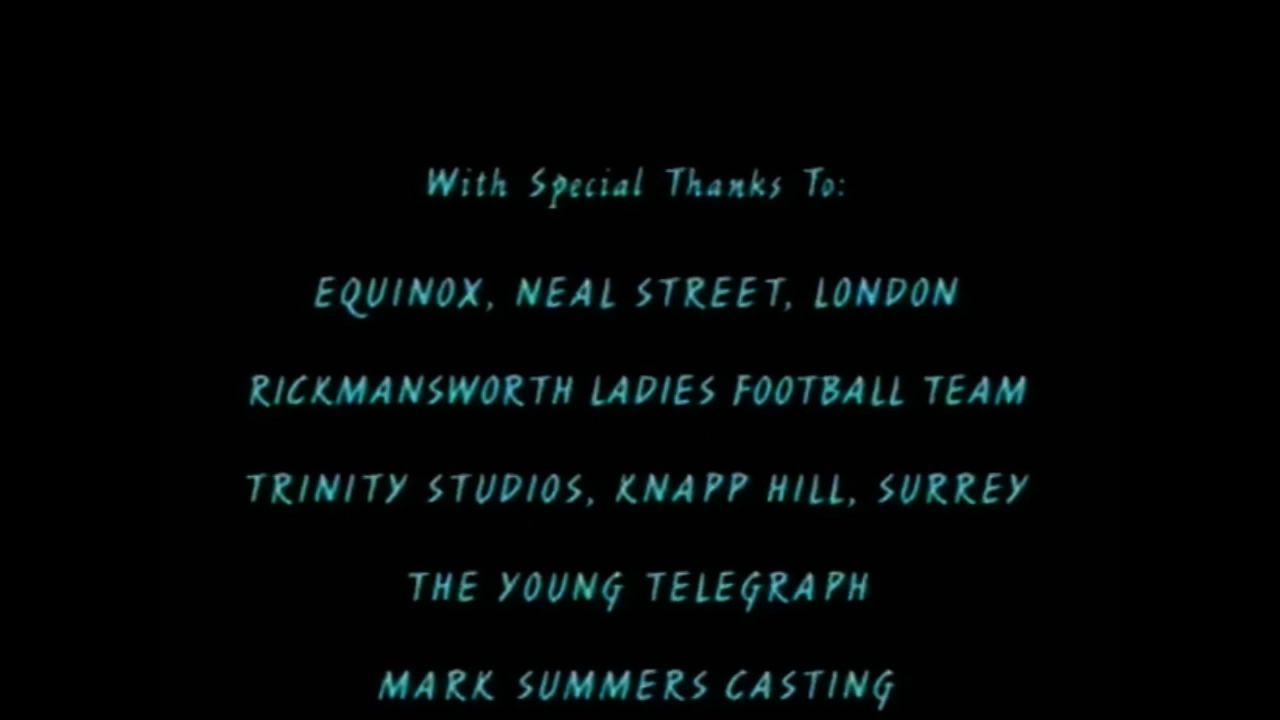 With Special Thanks To:
EQUINOX, NEAL STREET, LONDON
RICKMANSWORTH LADIES FOOTBALL TEAM
TRINITY STUDIOS, KNAPP HILL, SURREY
THE YOUNG TELEGRAPH
MARK SUMMERS CASTING